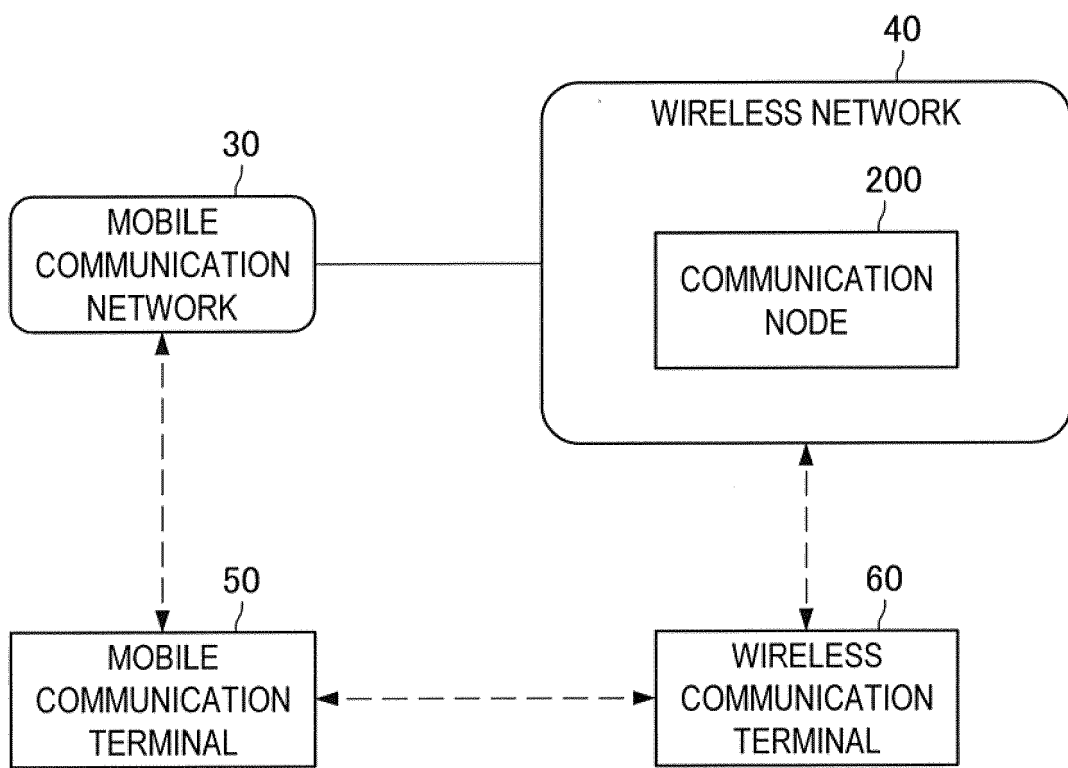 40
WIRELESS NETWORK
30
MOBILE
COMMUNICATION
NETWORK
200
COMMUNICATION
NODE
50
MOBILE
COMMUNICATION
TERMINAL
60
WIRELESS
COMMUNICATION
TERMINAL